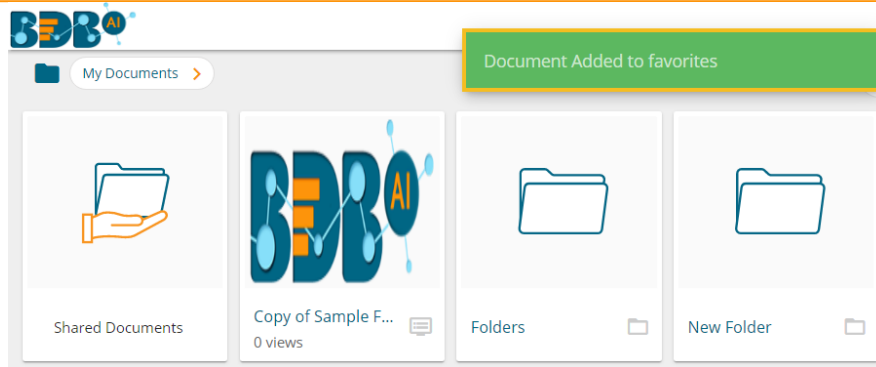 BDB AI
Document Added to favorites
My Documents
BDB AI
Shared Documents
Copy of Sample F...
0 views
Folders
New Folder